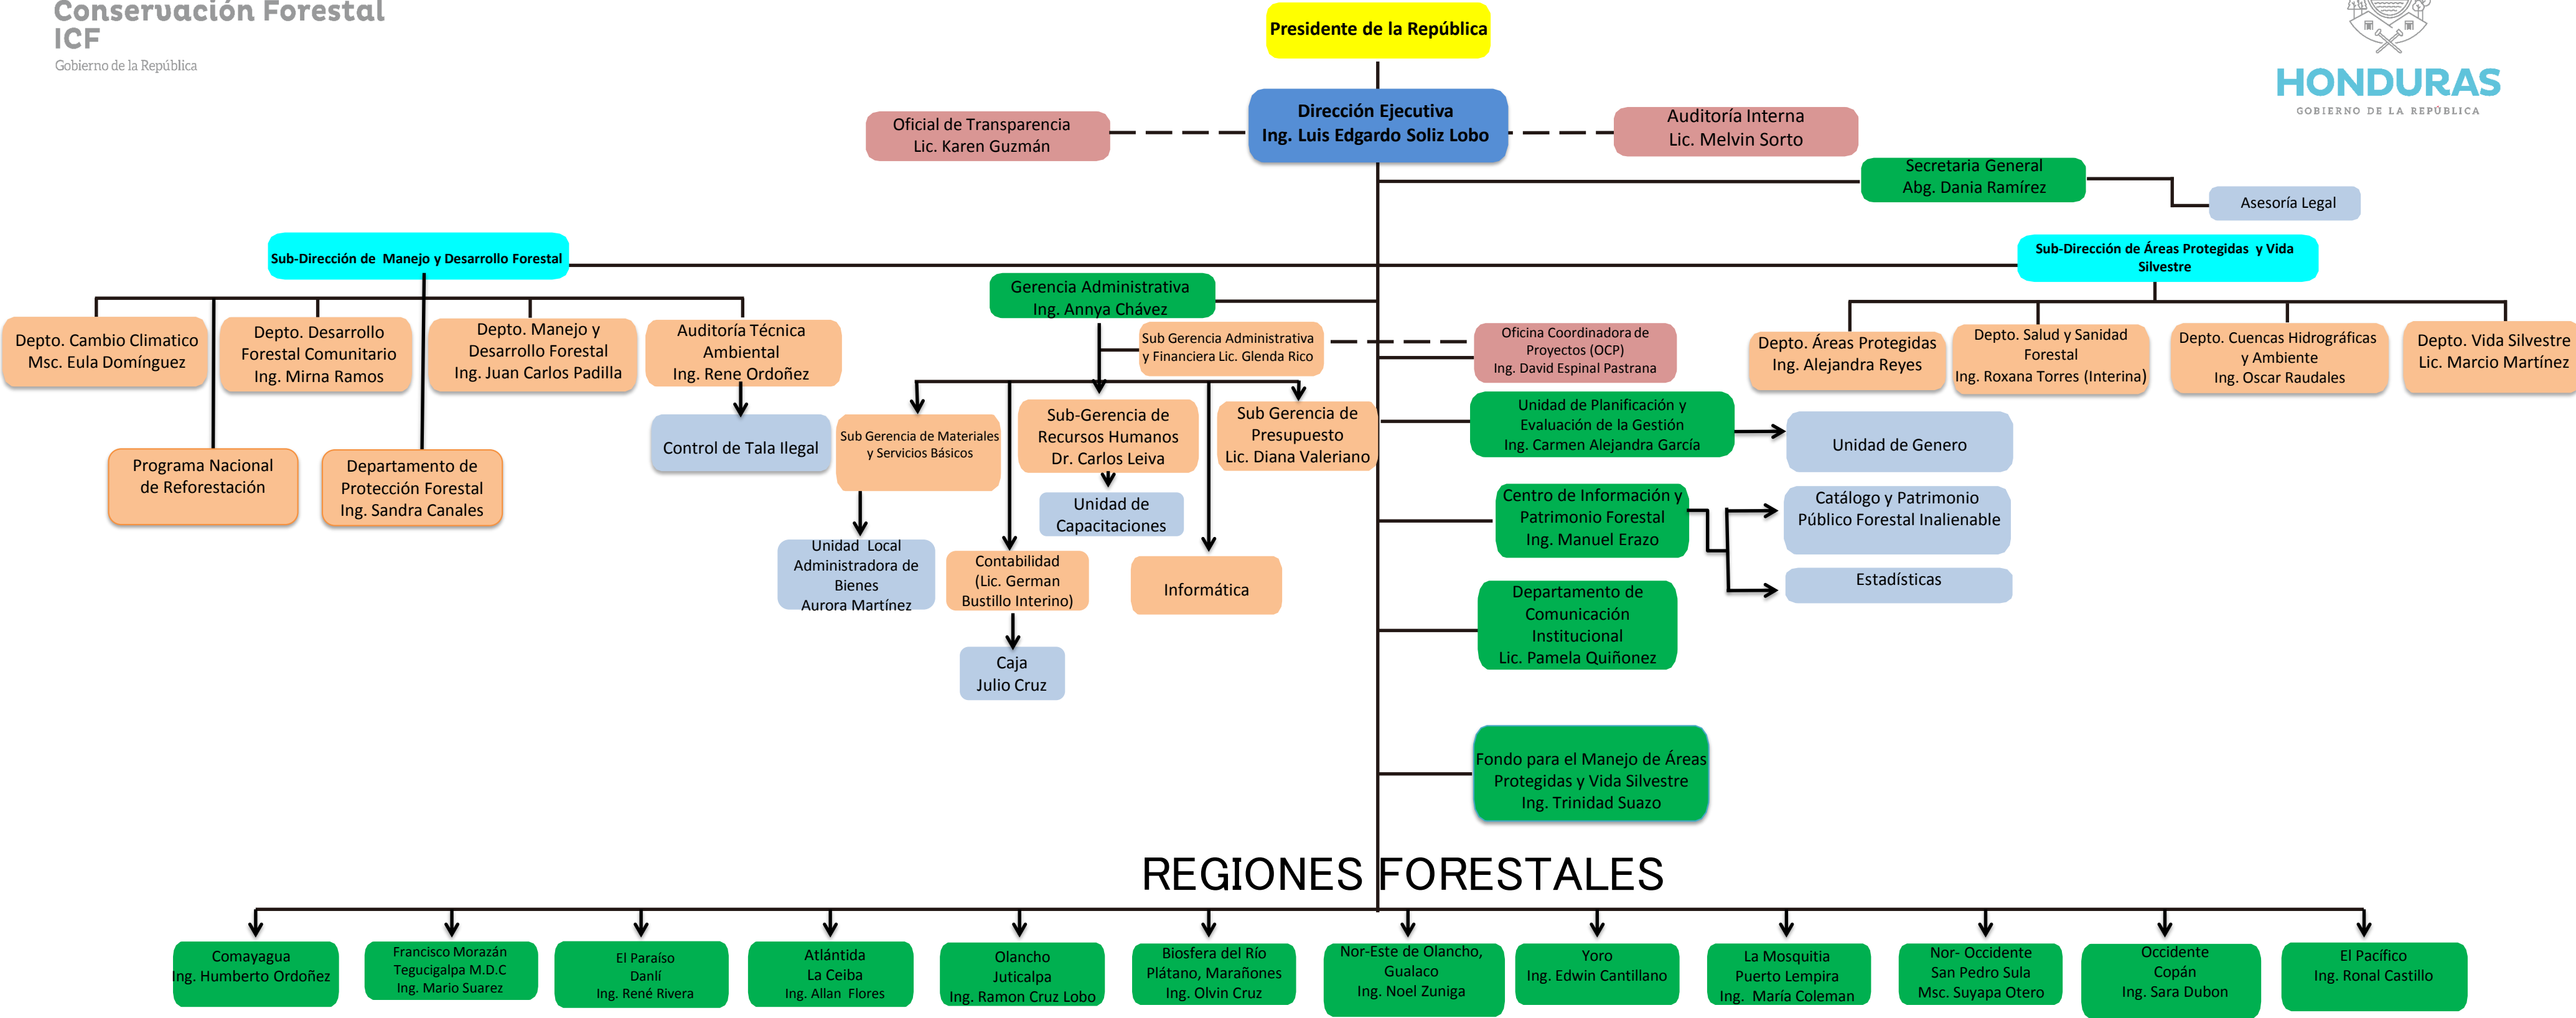 Conservación Forestal
ICF
Gobierno de la República
Presidente de la República
HONDURAS
GOBIERNO DE LA REPÚBLICA
Dirección Ejecutiva
Ing. Luis Edgardo Soliz Lobo
Oficial de Transparencia
Lic. Karen Guzmán
Auditoría Interna
Lic. Melvin Sorto
Secretaria General
Abg. Dania Ramírez
Asesoría Legal
Sub-Dirección de Manejo y Desarrollo Forestal
Sub-Dirección de Áreas Protegidas y Vida
Silvestre
Gerencia Administrativa
Ing. Annya Chávez
Depto. Cambio Climatico
Msc. Eula Domínguez
Depto. Desarrollo
Forestal Comunitario
Ing. Mirna Ramos
Depto. Manejo y
Desarrollo Forestal
Ing. Juan Carlos Padilla
Auditoría Técnica
Ambiental
Ing. Rene Ordoñez
Sub Gerencia Administrativa
y Financiera Lic. Glenda Rico
Oficina Coordinadora de
Proyectos (OCP)
Ing. David Espinal Pastrana
Depto. Áreas Protegidas
Ing. Alejandra Reyes
Depto. Salud y Sanidad
Forestal
Ing. Roxana Torres (Interina)
Depto. Cuencas Hidrográficas
y Ambiente
Ing. Oscar Raudales
Depto. Vida Silvestre
Lic. Marcio Martínez
Programa Nacional
de Reforestación
Departamento de
Protección Forestal
Ing. Sandra Canales
Control de Tala Ilegal
Sub Gerencia de Materiales
y Servicios Básicos
Sub-Gerencia de
Recursos Humanos
Dr. Carlos Leiva
Sub Gerencia de
Presupuesto
Lic. Diana Valeriano
Unidad de Planificación y
Evaluación de la Gestión
Ing. Carmen Alejandra García
Unidad de Genero
Unidad de
Capacitaciones
Centro de Información y
Patrimonio Forestal
Ing. Manuel Erazo
Catálogo y Patrimonio
Público Forestal Inalienable
Estadísticas
Unidad Local
Administradora de
Bienes
Aurora Martínez
Contabilidad
(Lic. German
Bustillo Interino)
Informática
Departamento de
Comunicación
Institucional
Lic. Pamela Quiñonez
Caja
Julio Cruz
Fondo para el Manejo de Áreas
Protegidas y Vida Silvestre
Ing. Trinidad Suazo
REGIONES FORESTALES
Comayagua
Ing. Humberto Ordoñez
Francisco Morazán
Tegucigalpa M.D.C
Ing. Mario Suarez
El Paraíso
Danlí
Ing. René Rivera
Atlántida
La Ceiba
Ing. Allan Flores
Olancho
Juticalpa
Ing. Ramon Cruz Lobo
Biosfera del Río
Plátano, Marañones
Ing. Olvin Cruz
Nor-Este de Olancho,
Gualaco
Ing. Noel Zuniga
Yoro
Ing. Edwin Cantillano
La Mosquitia
Puerto Lempira
Ing. María Coleman
Nor- Occidente
San Pedro Sula
Msc. Suyapa Otero
Occidente
Copán
Ing. Sara Dubon
El Pacífico
Ing. Ronal Castillo